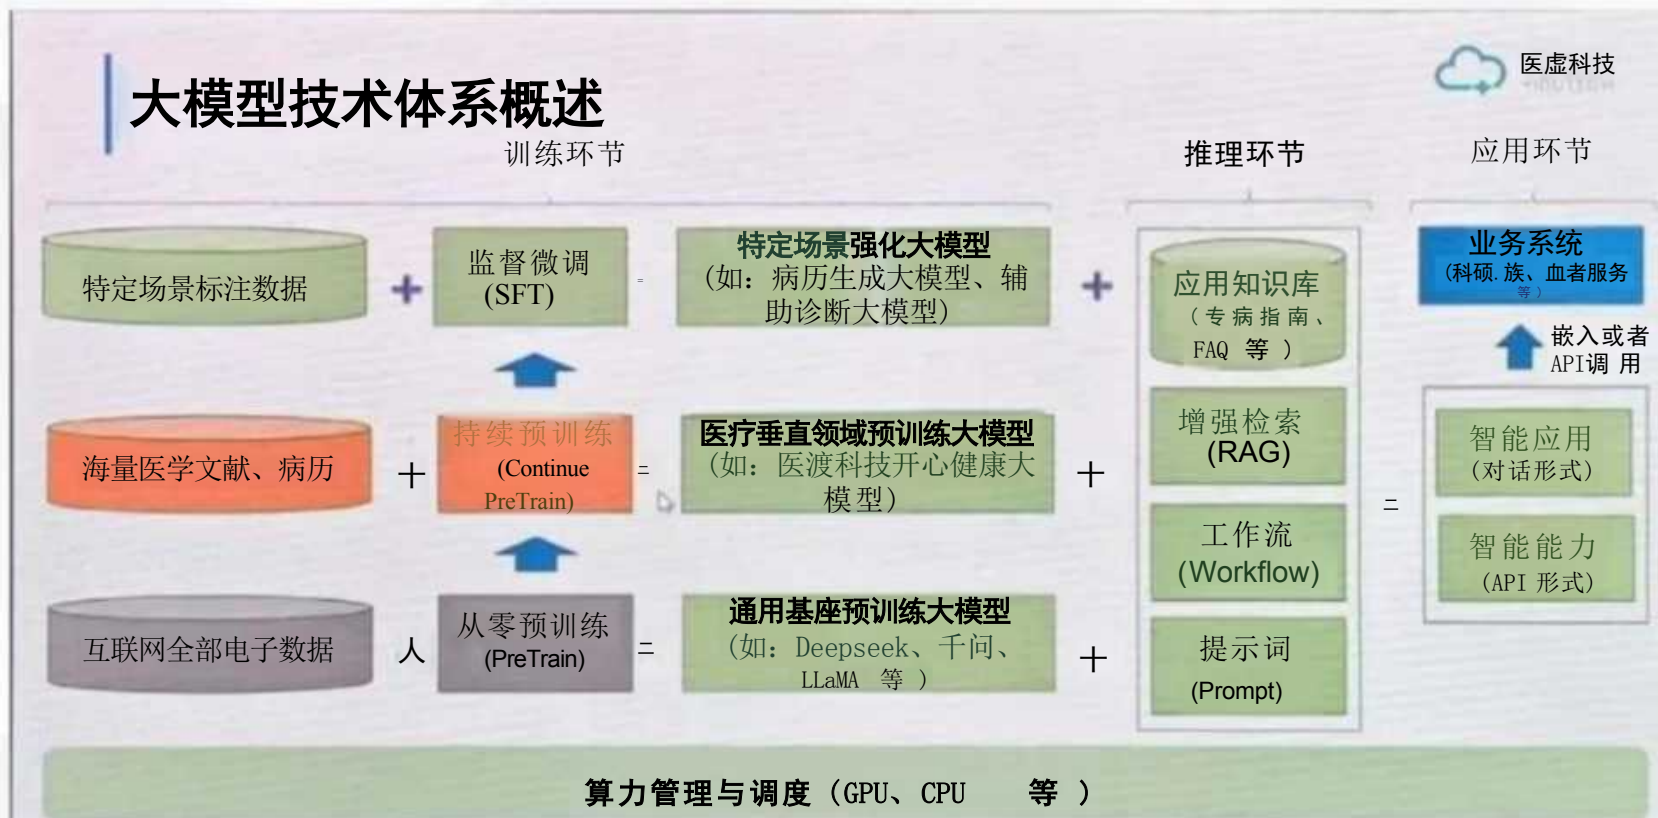 大模型技术体系概述
医虚科技
训练环节
推理环节
应用环节
特定场景标注数据
+
监督微调
(SFT)
=
特定场景强化大模型
(如: 病历生成大模型、辅
助诊断大模型)
+
应用知识库
(专病指南、
FAQ 等 )
业务系统
(科硕.族、血者服务
等)
嵌入或者
API调 用
海量医学文献、病历
+
持续预训练
(Continue
PreTrain)
二
医疗垂直领域预训练大模型
(如: 医渡科技开心健康大
模型)
+
增强检索
(RAG)
工作流
(Workflow)
二
智能应用
(对话形式)
智能能力
(API 形式)
互联网全部电子数据
人
从零预训练
(PreTrain)
二
通用基座预训练大模型
(如: Deepseek、千问、
LLaMA 等 )
+
提示词
(Prompt)
算力管理与调度 (GPU、CPU 等 )